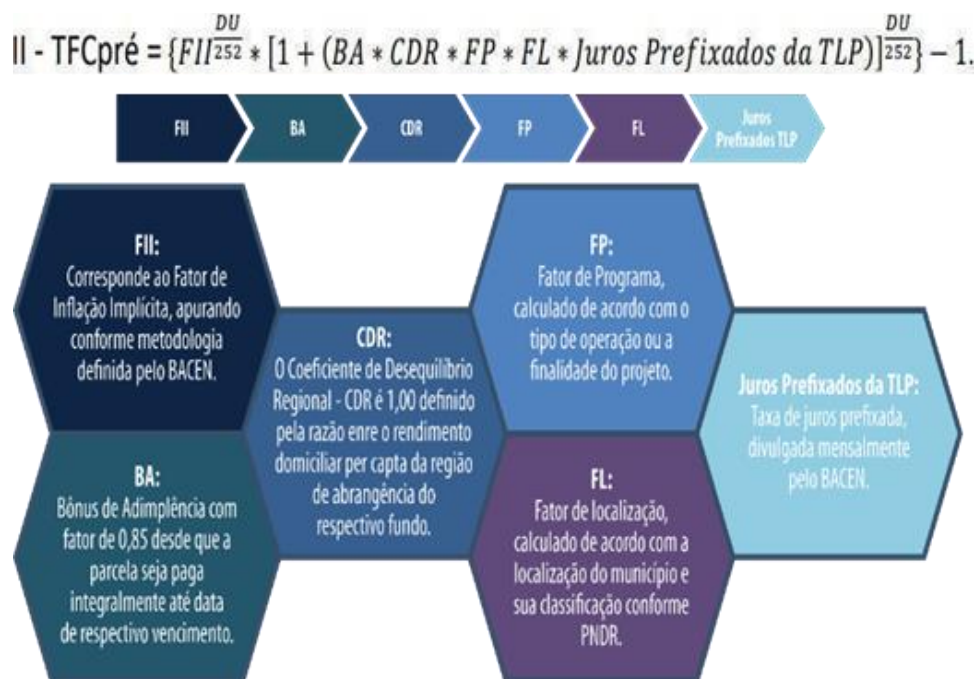 II - TFCpré = {FII^(DU/252) * [1 + (BA * CDR * FP * FL * Juros Prefixados da TLP)]^(DU/252)} − 1.
FII
BA
CDR
FP
FL
Juros
Prefixados TLP
FII:
Corresponde ao Fator de
Inflação Implícita, apurando
conforme metodologia
definida pelo BACEN.
BA:
Bônus de Adimplência com
fator de 0,85 desde que a
parcela seja paga
integralmente até data
de respectivo vencimento.
CDR:
O Coeficiente de Desequilíbrio
Regional - CDR é 1,00 definido
pela razão enre o rendimento
domiciliar per capta da região
de abrangência do
respectivo fundo.
FP:
Fator de Programa,
calculado de acordo com o
tipo de operação ou a
finalidade do projeto.
FL:
Fator de localização,
calculado de acordo com a
localização do município e
sua classificação conforme
PNDR.
Juros Prefixados da TLP:
Taxa de juros prefixada,
divulgada mensalmente
pelo BACEN.